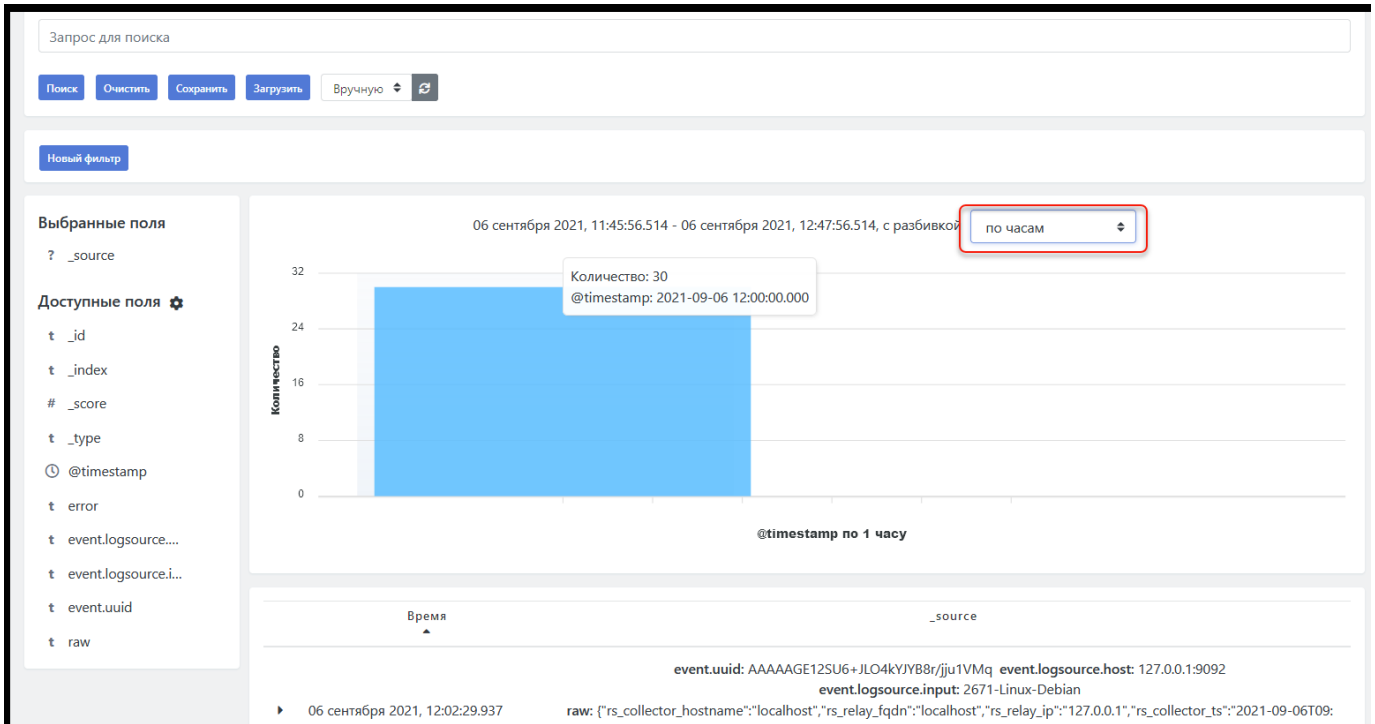 Запрос для поиска
Поиск Очистить Сохранить Загрузить Вручную
Новый фильтр
Выбранные поля
? _source
Доступные поля
t _id
t _index
# _score
t _type
@timestamp
t error
t event.logsource....
t event.logsource.i...
t event.uuid
t raw
06 сентября 2021, 11:45:56.514 - 06 сентября 2021, 12:47:56.514, с разбивкой по часам
Количество: 30
@timestamp: 2021-09-06 12:00:00.000
32
24
16
8
0
Количество
@timestamp по 1 часу
Время _source
event.uuid: AAAAAGE12SU6+JLO4kYJYB8r/jju1VMq event.logsource.host: 127.0.0.1:9092
event.logsource.input: 2671-Linux-Debian
06 сентября 2021, 12:02:29.937 raw: {"rs_collector_hostname":"localhost","rs_relay_fqdn":"localhost","rs_relay_ip":"127.0.0.1","rs_collector_ts":"2021-09-06T09: